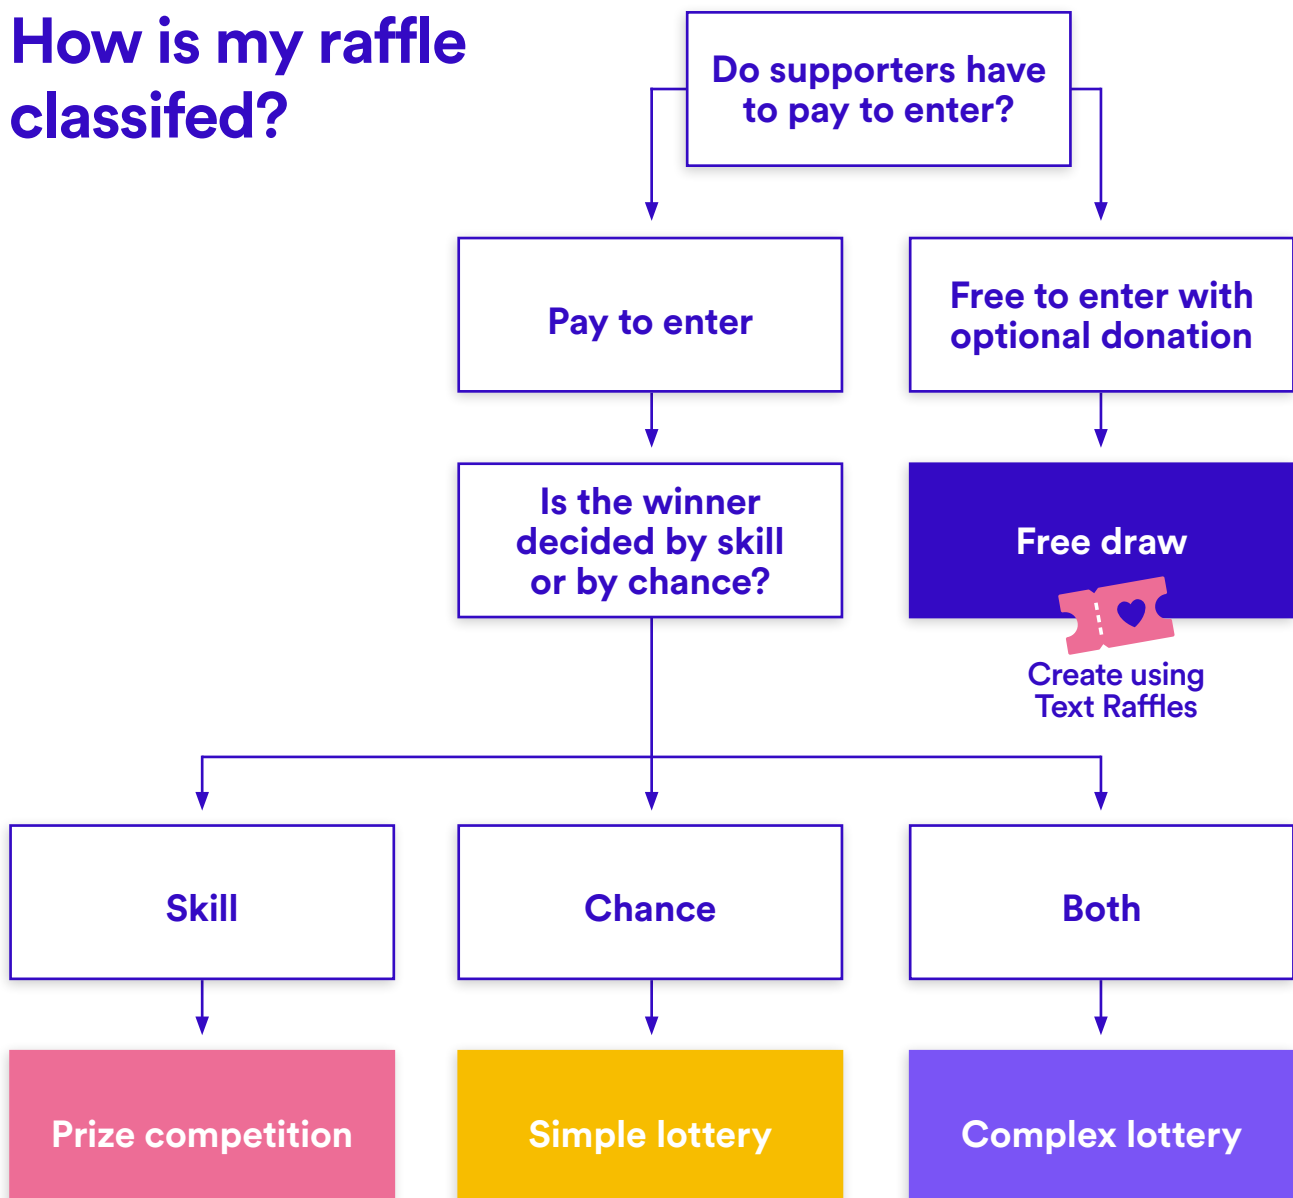 How is my raffle
classifed?
Do supporters have
to pay to enter?
Pay to enter
Free to enter with
optional donation
Is the winner
decided by skill
or by chance?
Free draw
Create using
Text Raffles
Skill
Chance
Both
Prize competition
Simple lottery
Complex lottery